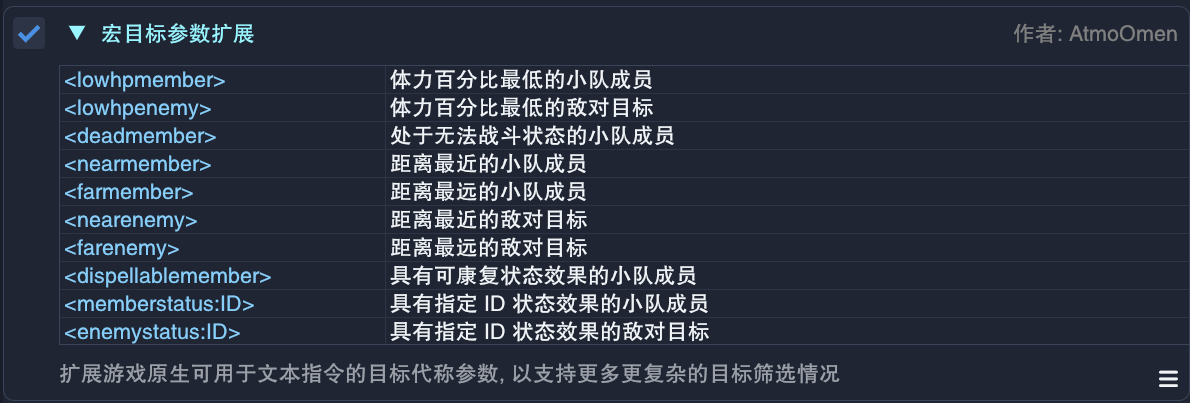 宏目标参数扩展 作者: AtmoOmen
<lowhpmember> 体力百分比最低的小队成员
<lowhpenemy> 体力百分比最低的敌对目标
<deadmember> 处于无法战斗状态的小队成员
<nearmember> 距离最近的小队成员
<farmember> 距离最远的小队成员
<nearenemy> 距离最近的敌对目标
<farenemy> 距离最远的敌对目标
<dispellablemember> 具有可康复状态效果的小队成员
<memberstatus:ID> 具有指定 ID 状态效果的小队成员
<enemystatus:ID> 具有指定 ID 状态效果的敌对目标
扩展游戏原生可用于文本指令的目标代称参数, 以支持更多更复杂的目标筛选情况